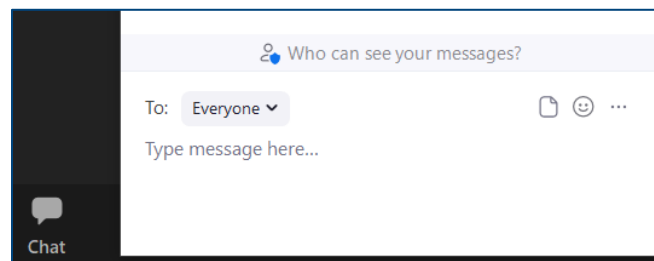 Who can see your messages?
To: Everyone
Type message here...
Chat